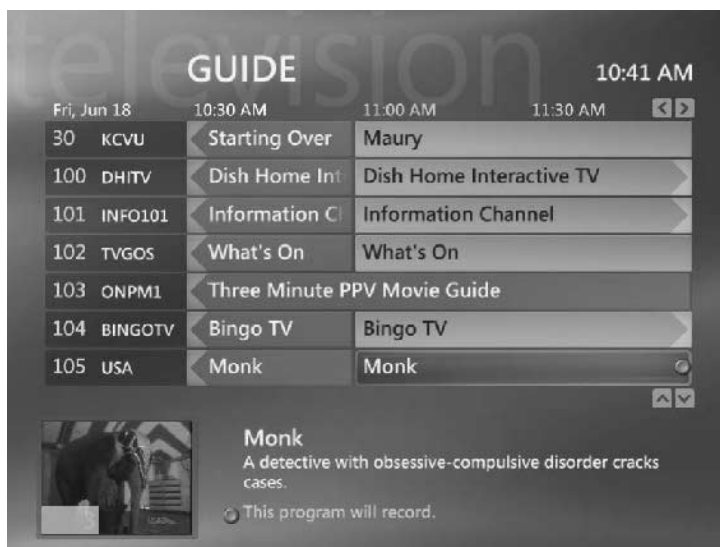 television
GUIDE
10:41 AM
Fri, Jun 18 10:30 AM 11:00 AM 11:30 AM
30 KCVU Starting Over Maury
100 DHITV Dish Home Int Dish Home Interactive TV
101 INFO101 Information Cl Information Channel
102 TVGOS What's On What's On
103 ONPM1 Three Minute PPV Movie Guide
104 BINGOTV Bingo TV Bingo TV
105 USA Monk Monk
Monk
A detective with obsessive-compulsive disorder cracks
cases.
This program will record.